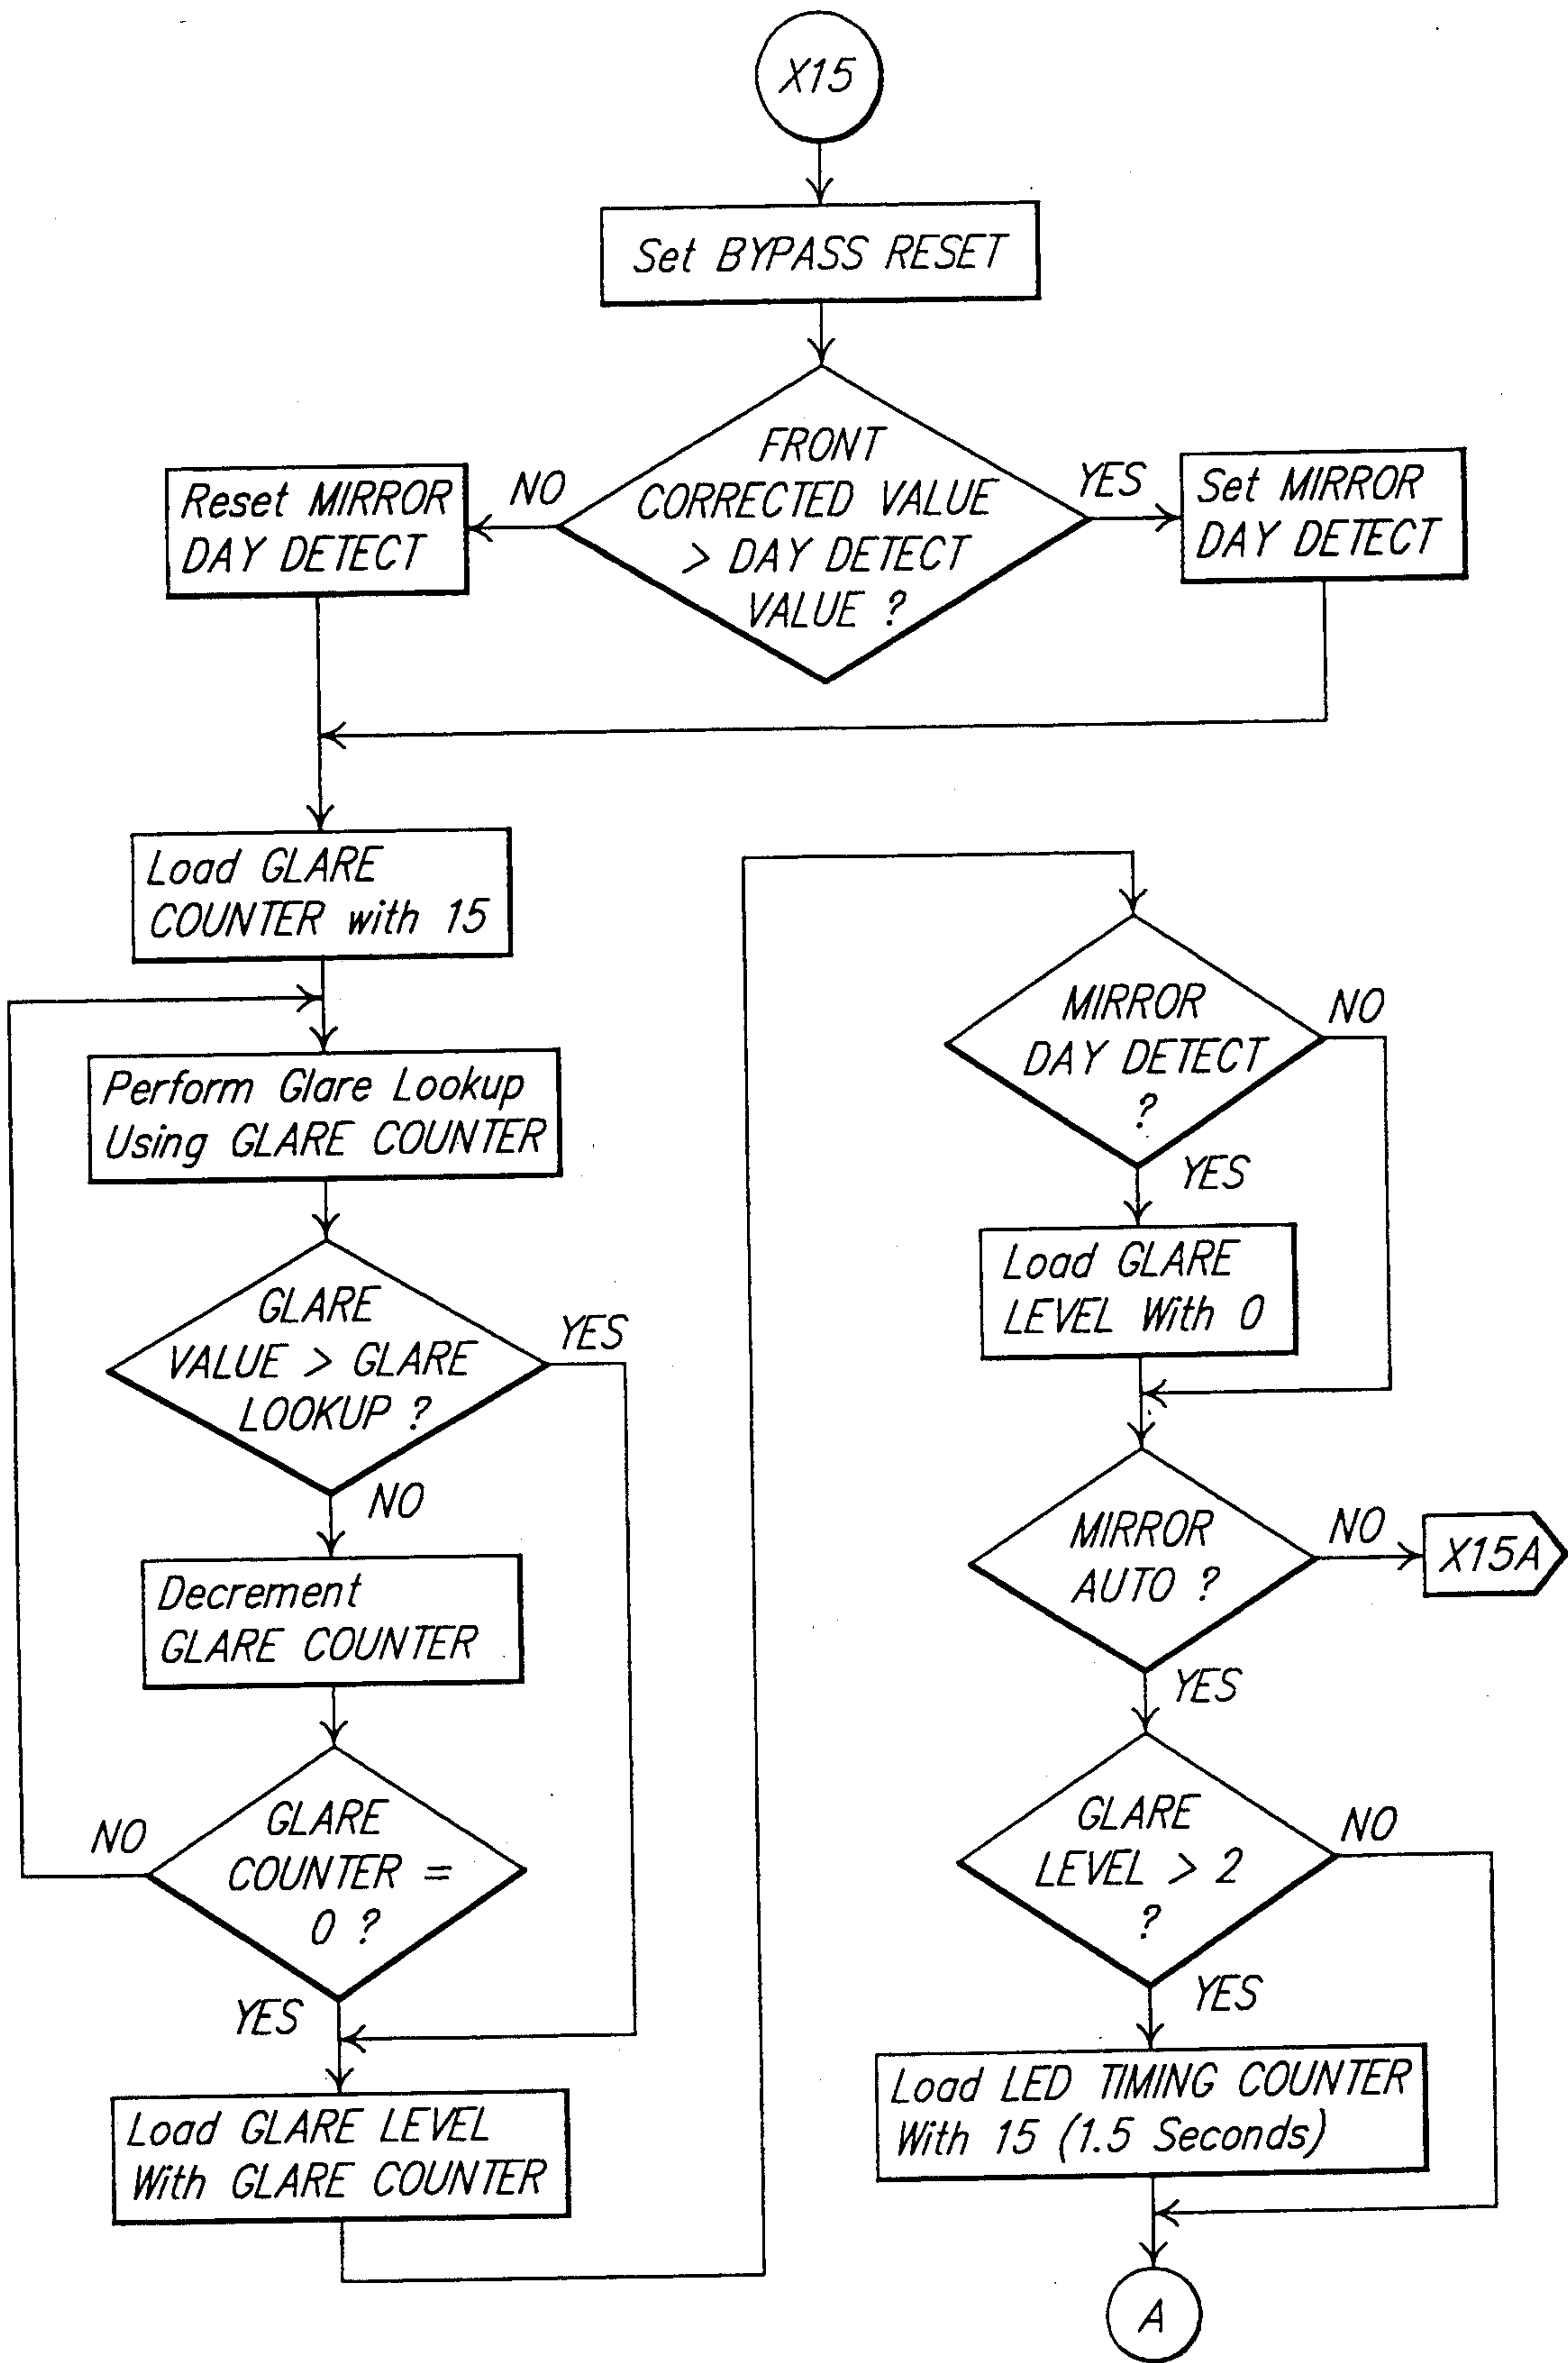 X15
Set BYPASS RESET
FRONT
CORRECTED VALUE
> DAY DETECT
VALUE ?
NO
YES
Reset MIRROR
DAY DETECT
Set MIRROR
DAY DETECT
Load GLARE
COUNTER with 15
Perform Glare Lookup
Using GLARE COUNTER
GLARE
VALUE > GLARE
LOOKUP ?
YES
NO
Decrement
GLARE COUNTER
GLARE
COUNTER =
0 ?
NO
YES
Load GLARE LEVEL
With GLARE COUNTER
MIRROR
DAY DETECT
?
NO
YES
Load GLARE
LEVEL With 0
MIRROR
AUTO ?
NO
X15A
YES
GLARE
LEVEL > 2
?
NO
YES
Load LED TIMING COUNTER
With 15 (1.5 Seconds)
A